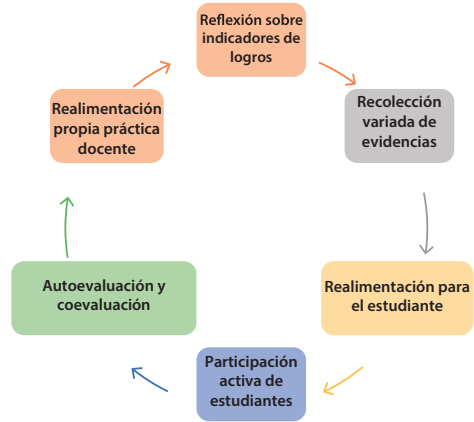 Reflexión sobre
indicadores de
logros
Recolección
variada de
evidencias
Realimentación para
el estudiante
Participación
activa de
estudiantes
Autoevaluación y
coevaluación
Realimentación
propia práctica
docente